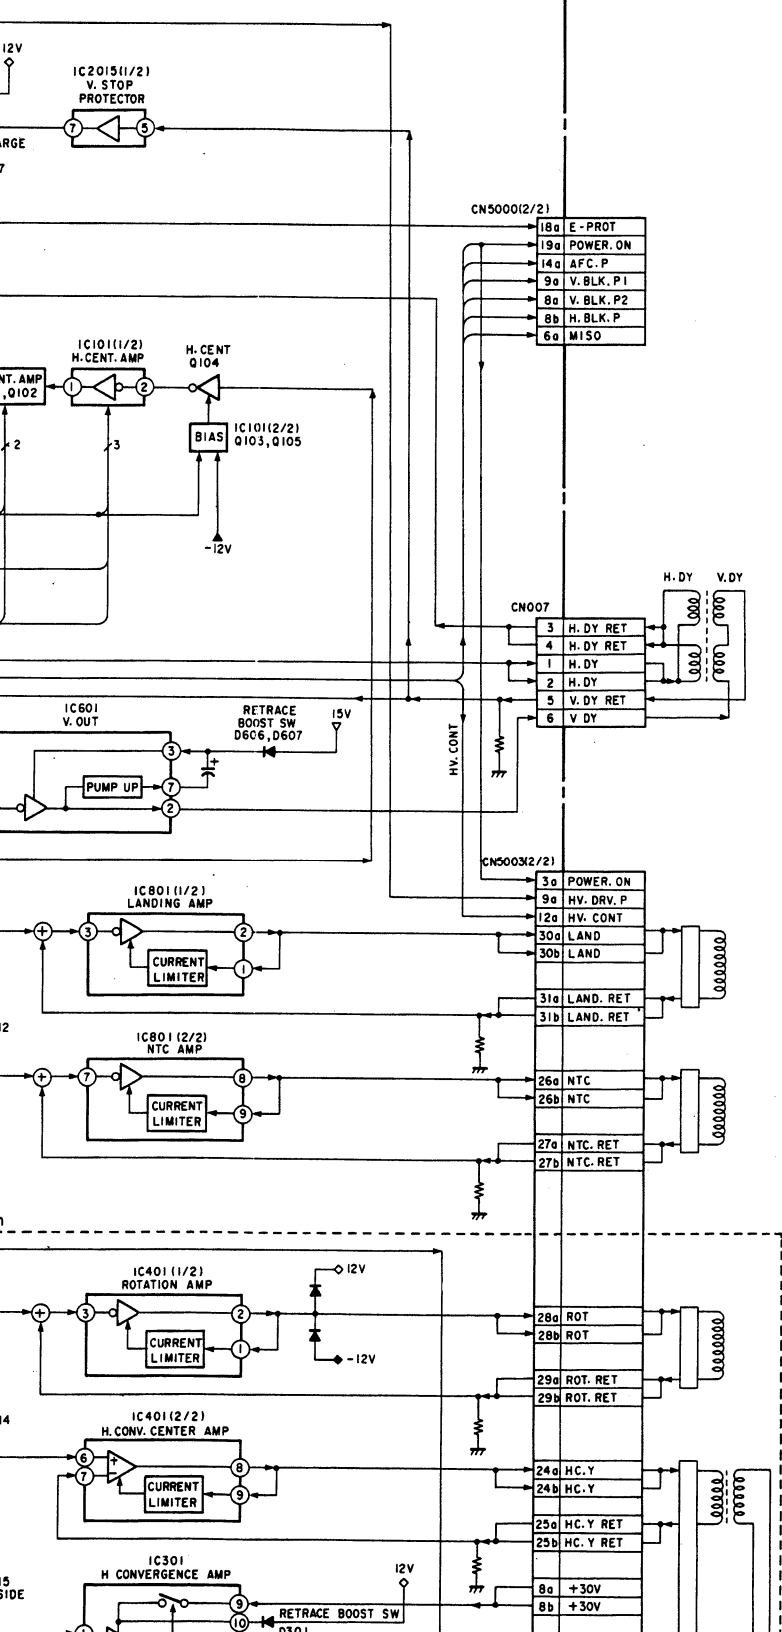 12V
IC2015(1/2)
V. STOP
PROTECTOR
7
5
ARGE
7
CN5000(2/2)
18a E-PROT
19a POWER.ON
14a AFC.P
9a V.BLK.P1
8a V.BLK.P2
8b H.BLK.P
6a MISO
IC101(1/2)
H.CENT.AMP
H.CENT
Q104
NT.AMP
,Q102
1
2
BIAS
IC101(2/2)
Q103,Q105
2
3
-12V
H.DY V.DY
CN007
3 H.DY RET
4 H.DY RET
1 H.DY
2 H.DY
5 V.DY RET
6 V DY
IC601
V.OUT
RETRACE
BOOST SW
D606,D607
15V
3
+
PUMP UP
7
2
HV.CONT
CN5003(2/2)
3a POWER.ON
9a HV.DRV.P
12a HV.CONT
30a LAND
30b LAND
31a LAND.RET
31b LAND.RET
IC801(1/2)
LANDING AMP
+
3
2
CURRENT
LIMITER
1
12
IC801(2/2)
NTC AMP
+
7
8
CURRENT
LIMITER
9
26a NTC
26b NTC
27a NTC.RET
27b NTC.RET
IC401(1/2)
ROTATION AMP
12V
+
3
2
CURRENT
LIMITER
1
-12V
28a ROT
28b ROT
29a ROT.RET
29b ROT.RET
14
IC401(2/2)
H.CONV.CENTER AMP
6
7
+
-
8
CURRENT
LIMITER
9
24a HC.Y
24b HC.Y
25a HC.Y RET
25b HC.Y RET
15
SIDE
IC301
H CONVERGENCE AMP
12V
9
10
RETRACE BOOST SW
D301
8a +30V
8b +30V